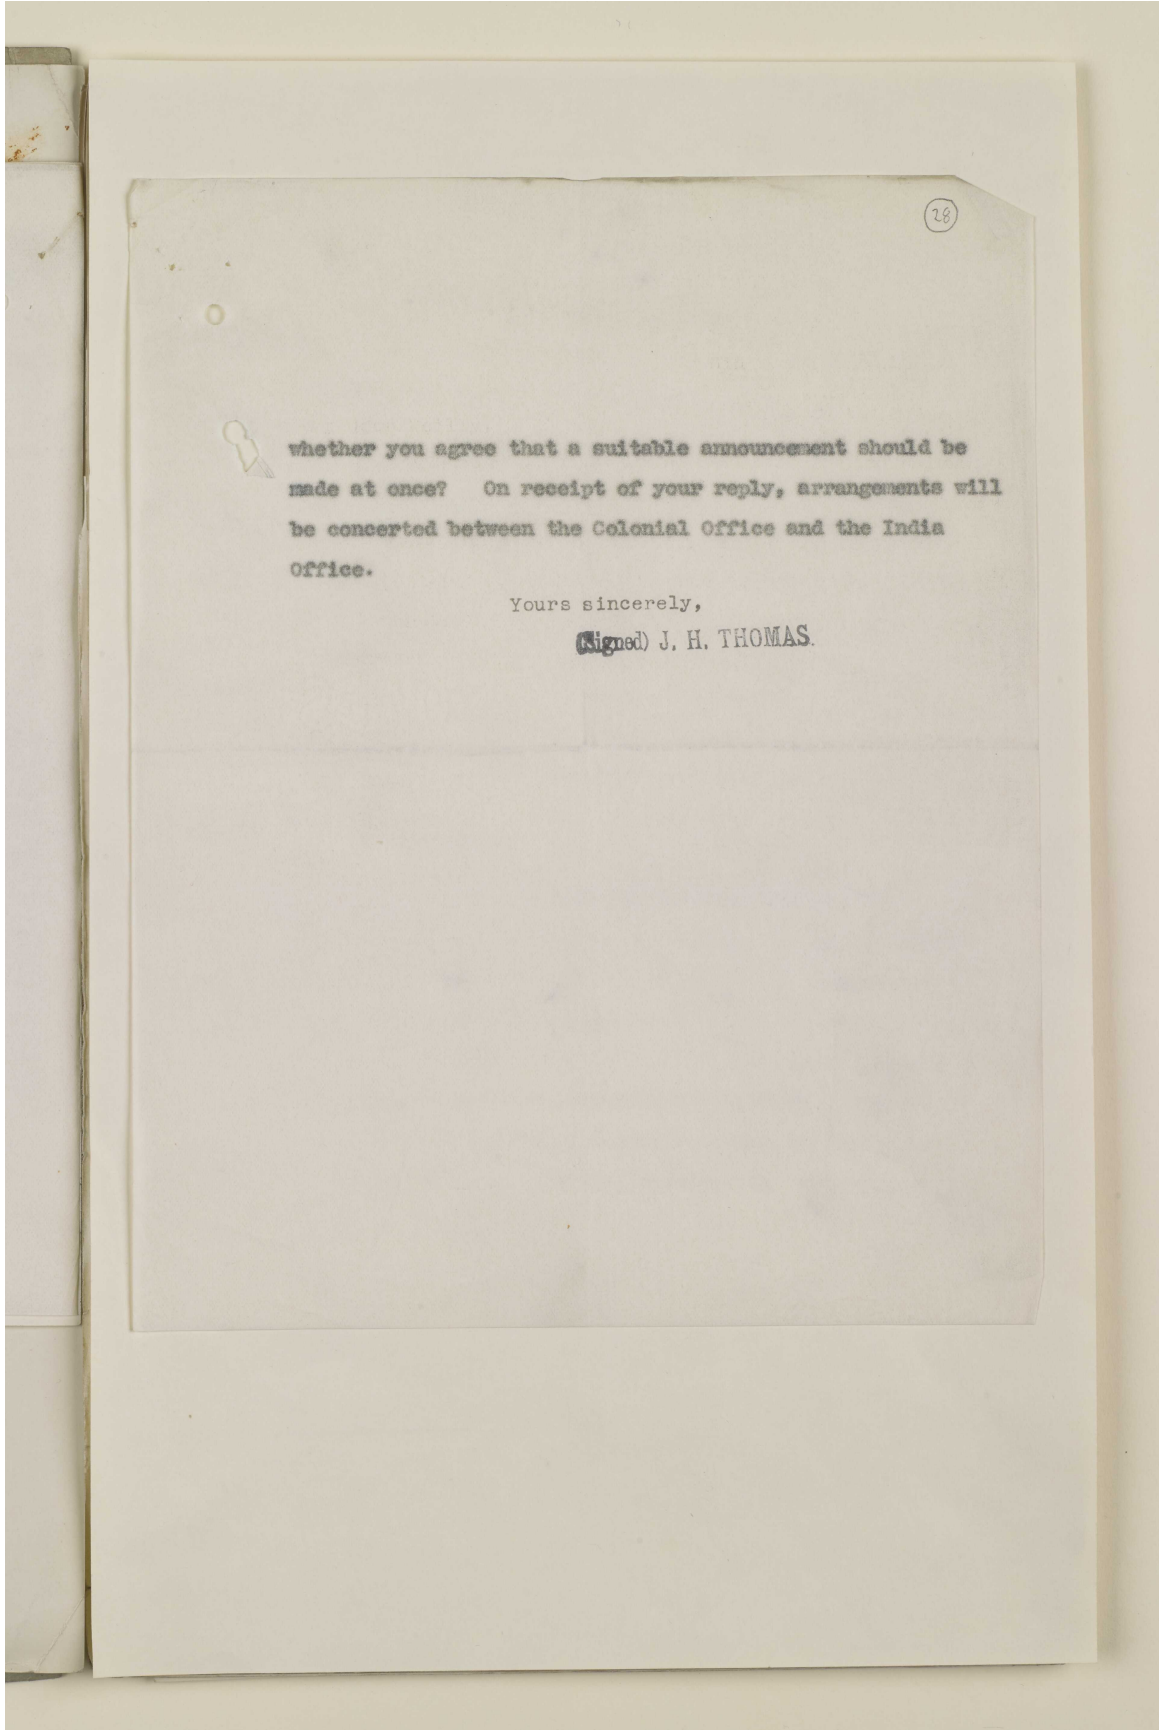 28
whether you agree that a suitable announcement should be
made at once? On receipt of your reply, arrangements will
be concerted between the Colonial Office and the India
Office.
Yours sincerely,
(Signed) J. H. THOMAS.